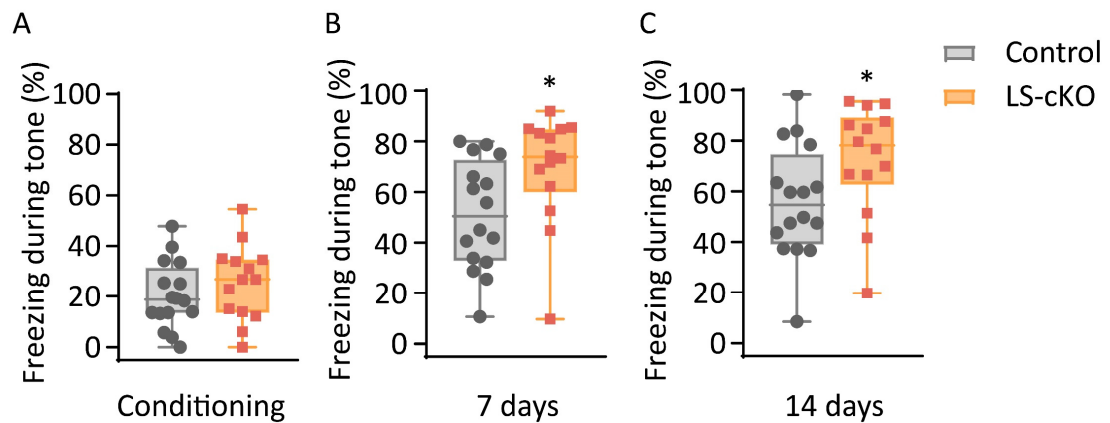 A
B
C
Control
LS-cKO
Freezing during tone (%)
100
80
60
40
20
0
Conditioning
Freezing during tone (%)
100
80
60
40
20
0
*
7 days
Freezing during tone (%)
100
80
60
40
20
0
*
14 days